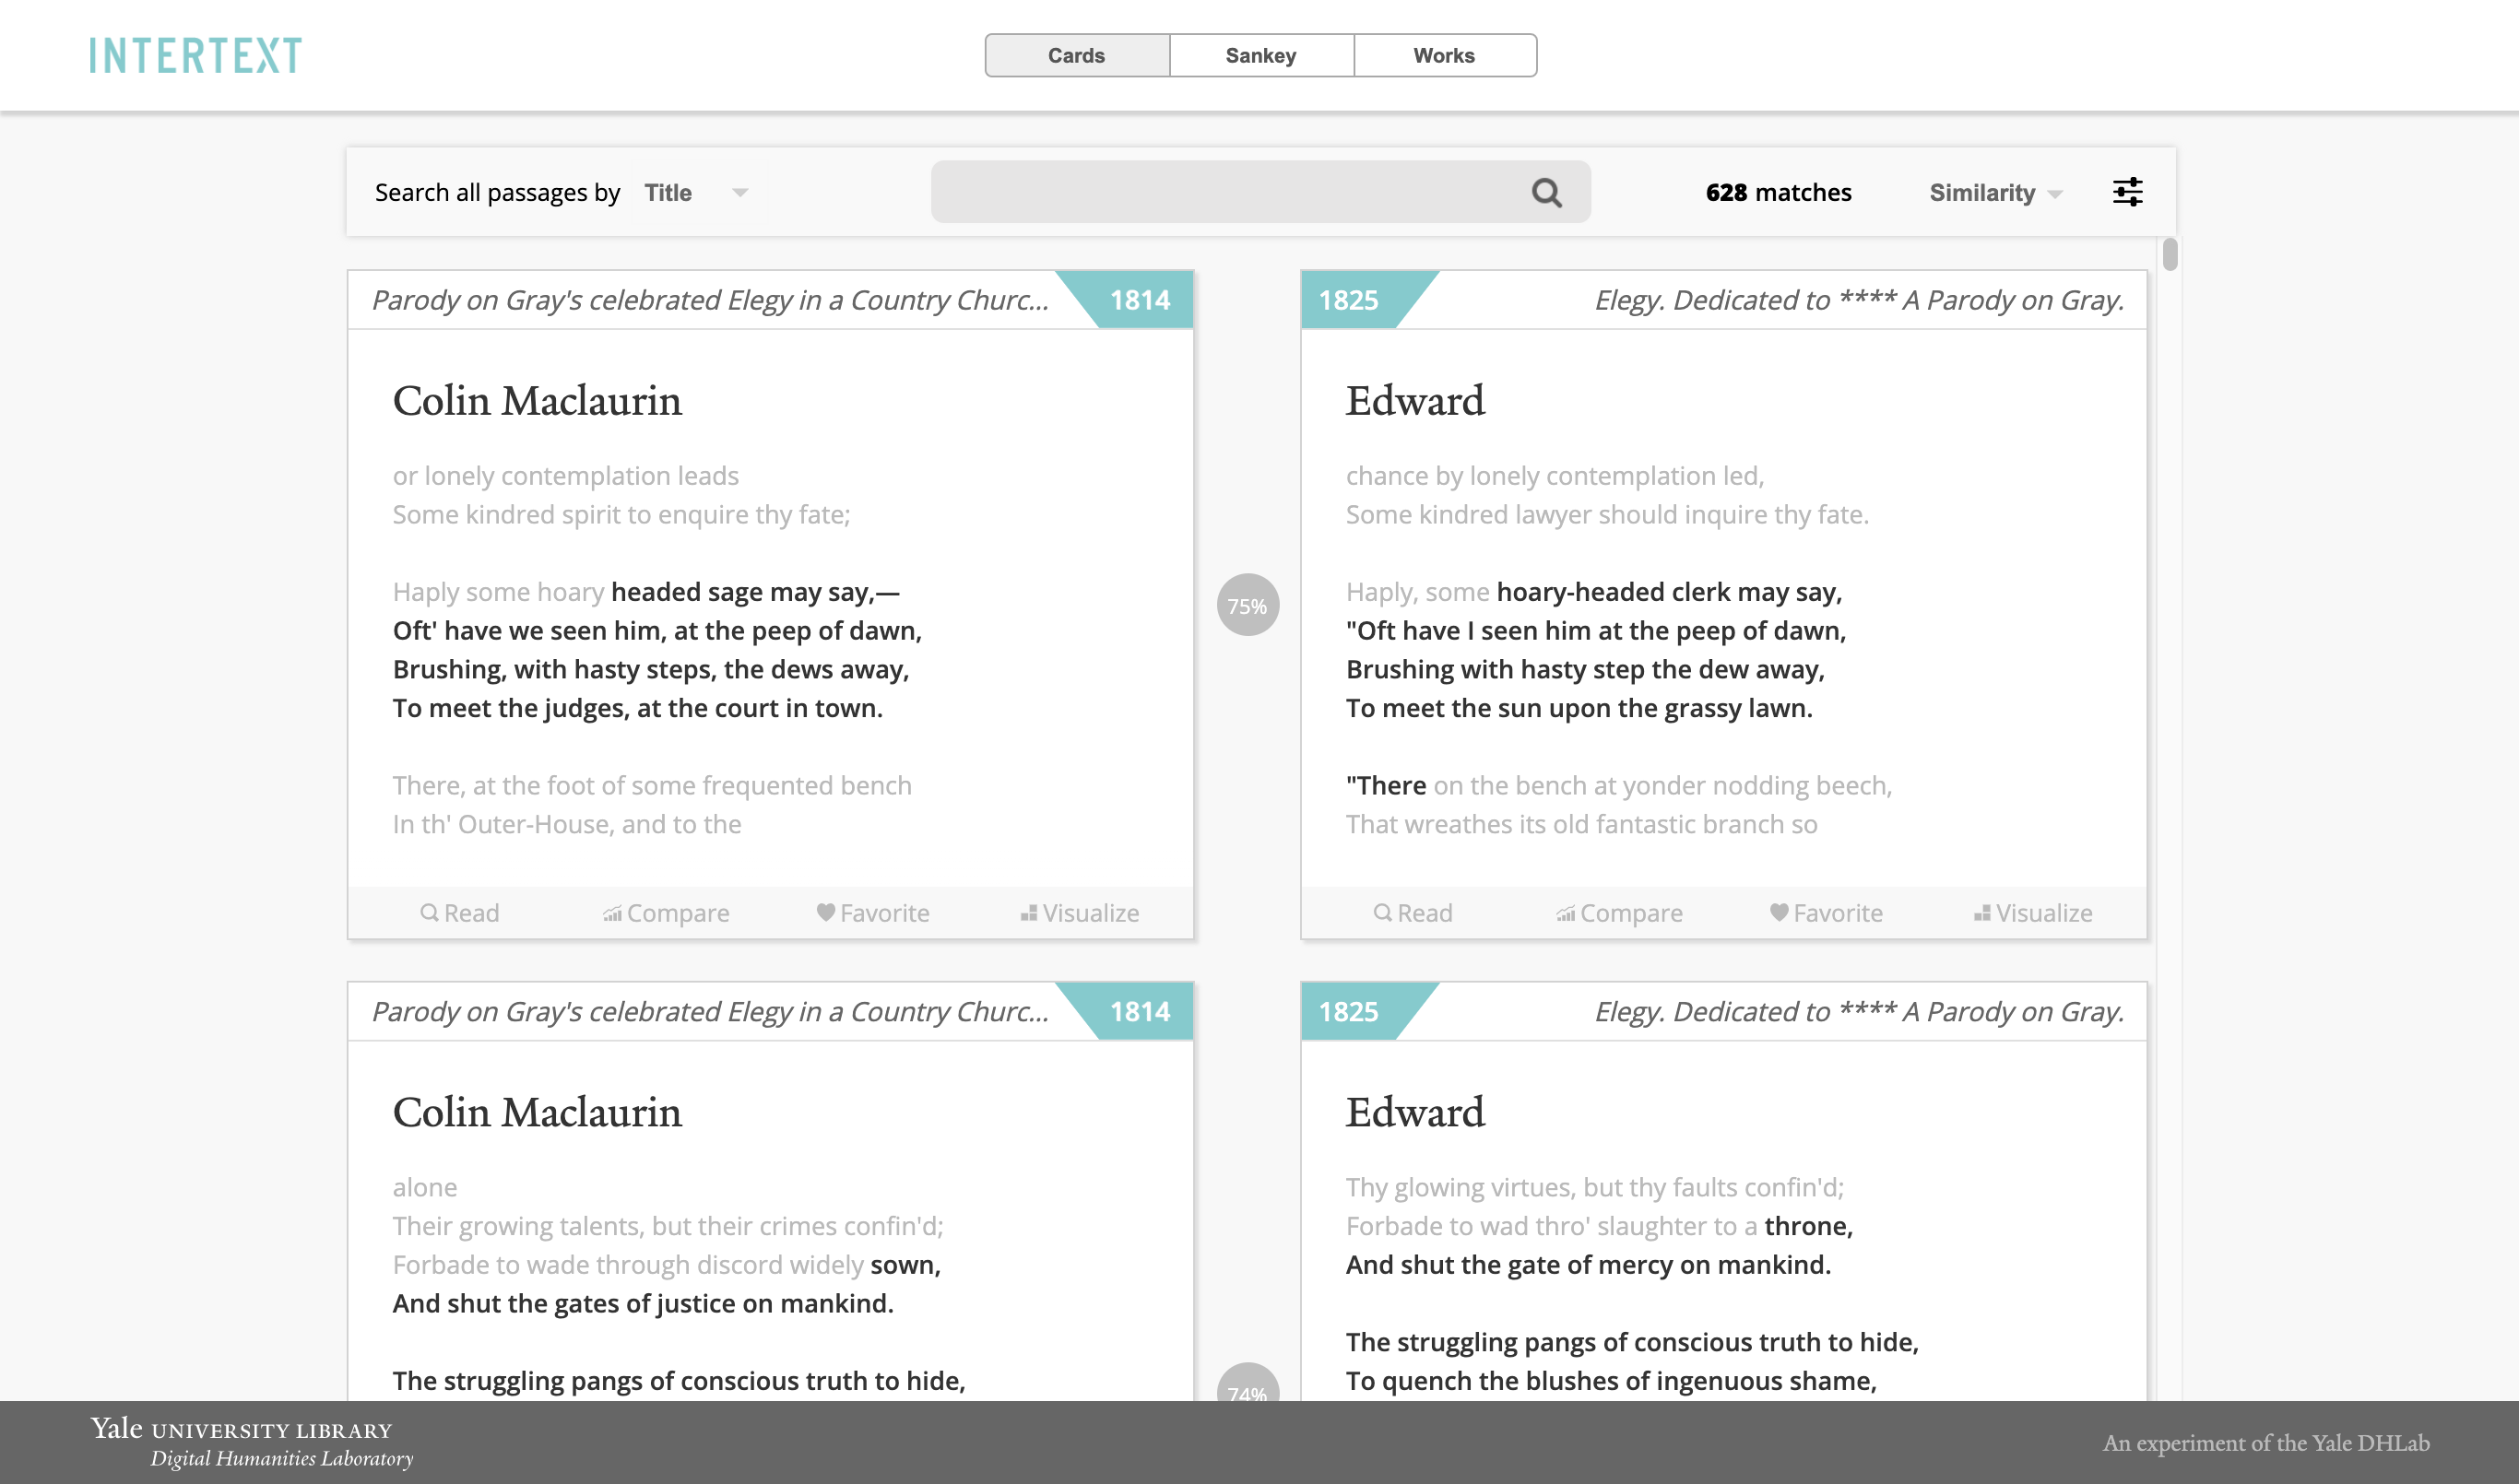 INTERTEXT
Cards Sankey Works
Search all passages by Title 628 matches Similarity
Parody on Gray's celebrated Elegy in a Country Churc... 1814
Colin Maclaurin
or lonely contemplation leads
Some kindred spirit to enquire thy fate;
Haply some hoary headed sage may say,—
Oft' have we seen him, at the peep of dawn,
Brushing, with hasty steps, the dews away,
To meet the judges, at the court in town.
There, at the foot of some frequented bench
In th' Outer-House, and to the
Read Compare Favorite Visualize
75%
1825 Elegy. Dedicated to **** A Parody on Gray.
Edward
chance by lonely contemplation led,
Some kindred lawyer should inquire thy fate.
Haply, some hoary-headed clerk may say,
"Oft have I seen him at the peep of dawn,
Brushing with hasty step the dew away,
To meet the sun upon the grassy lawn.
"There on the bench at yonder nodding beech,
That wreathes its old fantastic branch so
Read Compare Favorite Visualize
Parody on Gray's celebrated Elegy in a Country Churc... 1814
Colin Maclaurin
alone
Their growing talents, but their crimes confin'd;
Forbade to wade through discord widely sown,
And shut the gates of justice on mankind.
The struggling pangs of conscious truth to hide,
74%
1825 Elegy. Dedicated to **** A Parody on Gray.
Edward
Thy glowing virtues, but thy faults confin'd;
Forbade to wad thro' slaughter to a throne,
And shut the gate of mercy on mankind.
The struggling pangs of conscious truth to hide,
To quench the blushes of ingenuous shame,
Yale UNIVERSITY LIBRARY
Digital Humanities Laboratory
An experiment of the Yale DHLab